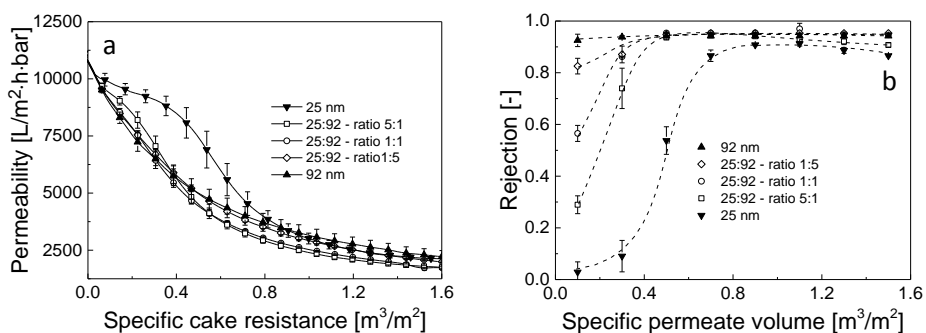 12500
10000
7500
5000
2500
Permeability [L/m²·h·bar]
a
25 nm
25:92 - ratio 5:1
25:92 - ratio 1:1
25:92 - ratio1:5
92 nm
0.0 0.4 0.8 1.2 1.6
Specific cake resistance [m³/m²]
1.0
0.8
0.6
0.4
0.2
0.0
Rejection [-]
b
92 nm
25:92 - ratio 1:5
25:92 - ratio 1:1
25:92 - ratio 5:1
25 nm
0.0 0.4 0.8 1.2 1.6
Specific permeate volume [m³/m²]